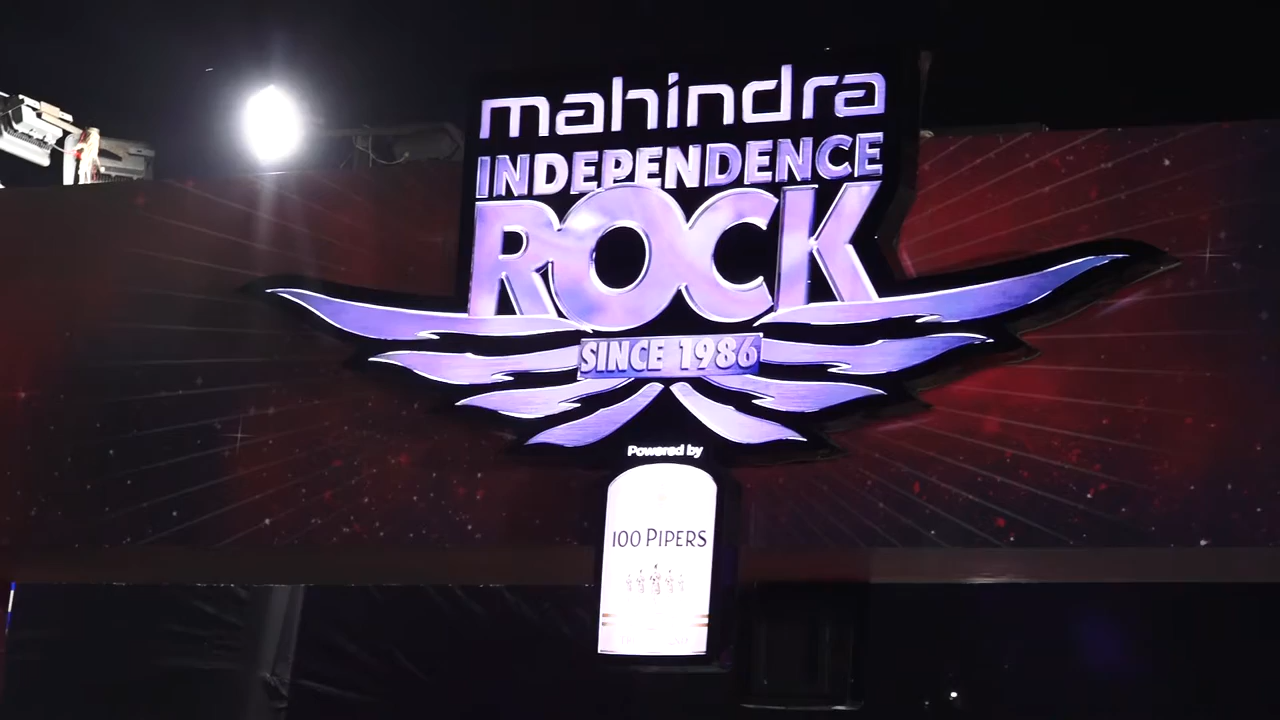 mahindra
INDEPENDENCE
ROCK
SINCE 1986
Powered by
100 PIPERS